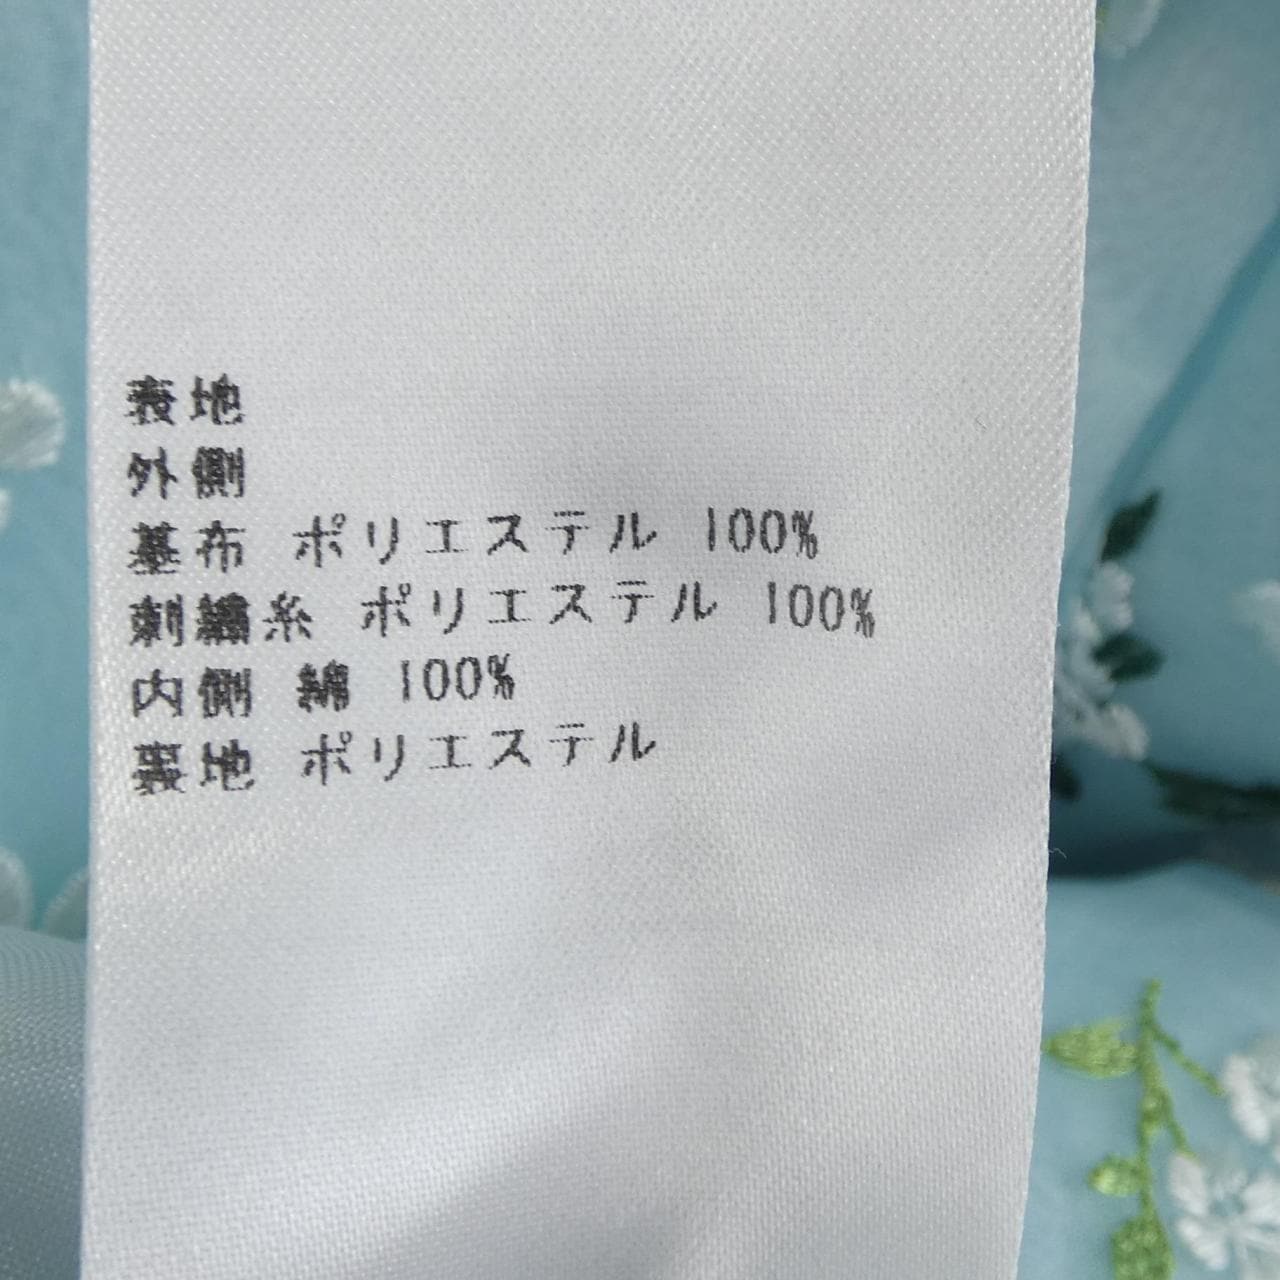 表地
外側
基布 ポリエステル 100%
刺繍糸 ポリエステル 100%
内側 綿 100%
裏地 ポリエステル